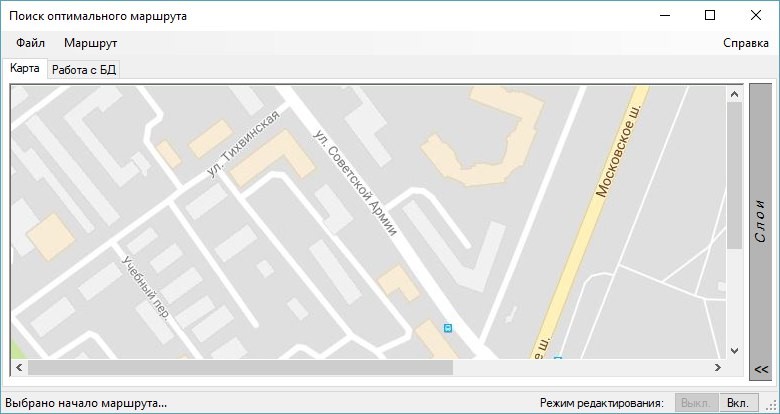 Поиск оптимального маршрута
Файл Маршрут Справка
Карта Работа с БД
ул. Тихвинская
ул. Советской Армии
Московское ш.
Учебный пер.
е ш.
Слои
<<
Выбрано начало маршрута... Режим редактирования: Выкл. Вкл.